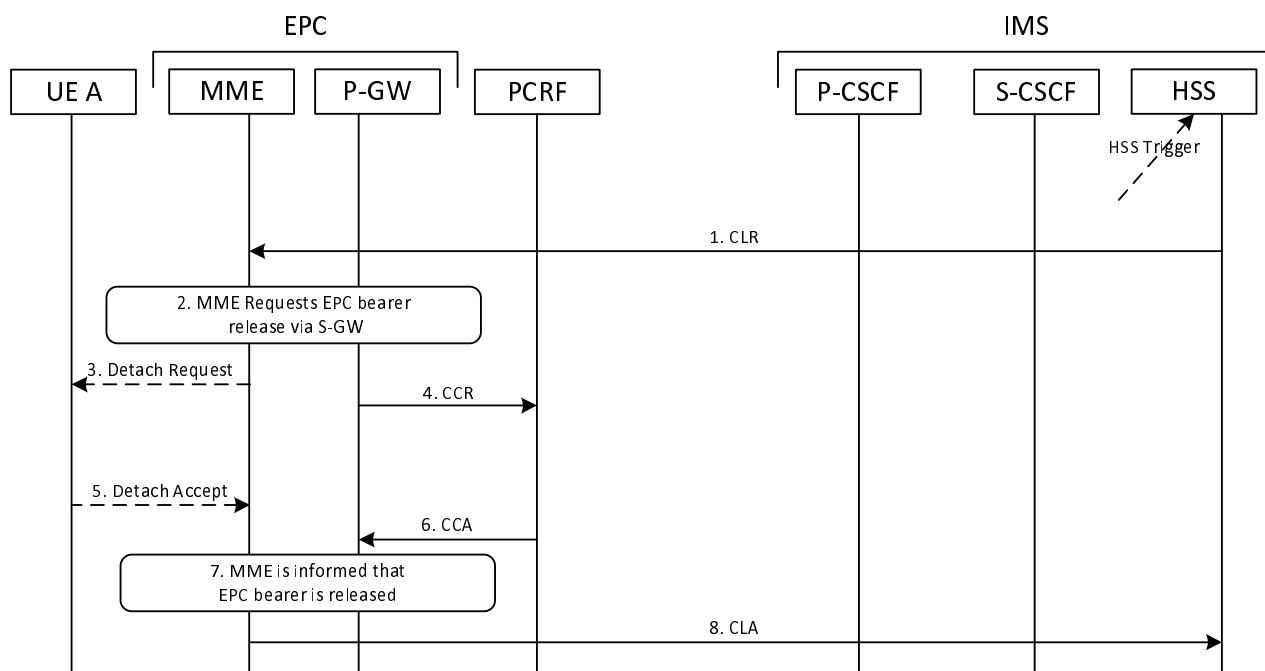 EPC
IMS
UE A
MME
P-GW
PCRF
P-CSCF
S-CSCF
HSS
HSS Trigger
1. CLR
2. MME Requests EPC bearer
release via S-GW
3. Detach Request
4. CCR
5. Detach Accept
6. CCA
7. MME is informed that
EPC bearer is released
8. CLA